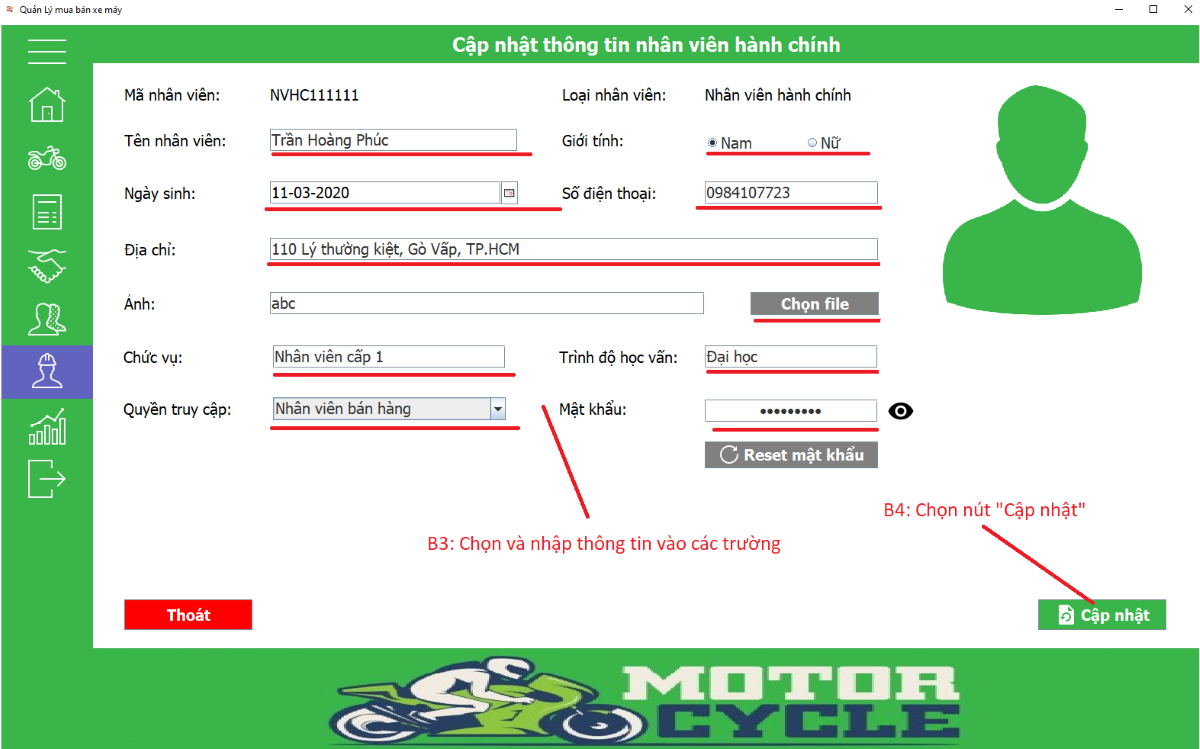 Quản Lý mua bán xe máy
Cập nhật thông tin nhân viên hành chính
Mã nhân viên: NVHC111111 Loại nhân viên: Nhân viên hành chính
Tên nhân viên: Trần Hoàng Phúc Giới tính: Nam Nữ
Ngày sinh: 11-03-2020 Số điện thoại: 0984107723
Địa chỉ: 110 Lý thường kiệt, Gò Vấp, TP.HCM
Ảnh: abc Chọn file
Chức vụ: Nhân viên cấp 1 Trình độ học vấn: Đại học
Quyền truy cập: Nhân viên bán hàng Mật khẩu: •••••••••
Reset mật khẩu
B4: Chọn nút "Cập nhật"
B3: Chọn và nhập thông tin vào các trường
Thoát Cập nhật
MOTOR
CYCLE